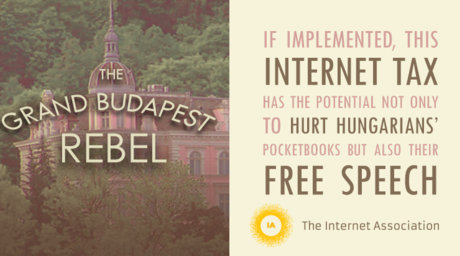 THE
GRAND BUDAPEST
REBEL
IF IMPLEMENTED, THIS
INTERNET TAX
HAS THE POTENTIAL NOT ONLY
TO HURT HUNGARIANS'
POCKETBOOKS BUT ALSO THEIR
FREE SPEECH
IA
The Internet Association